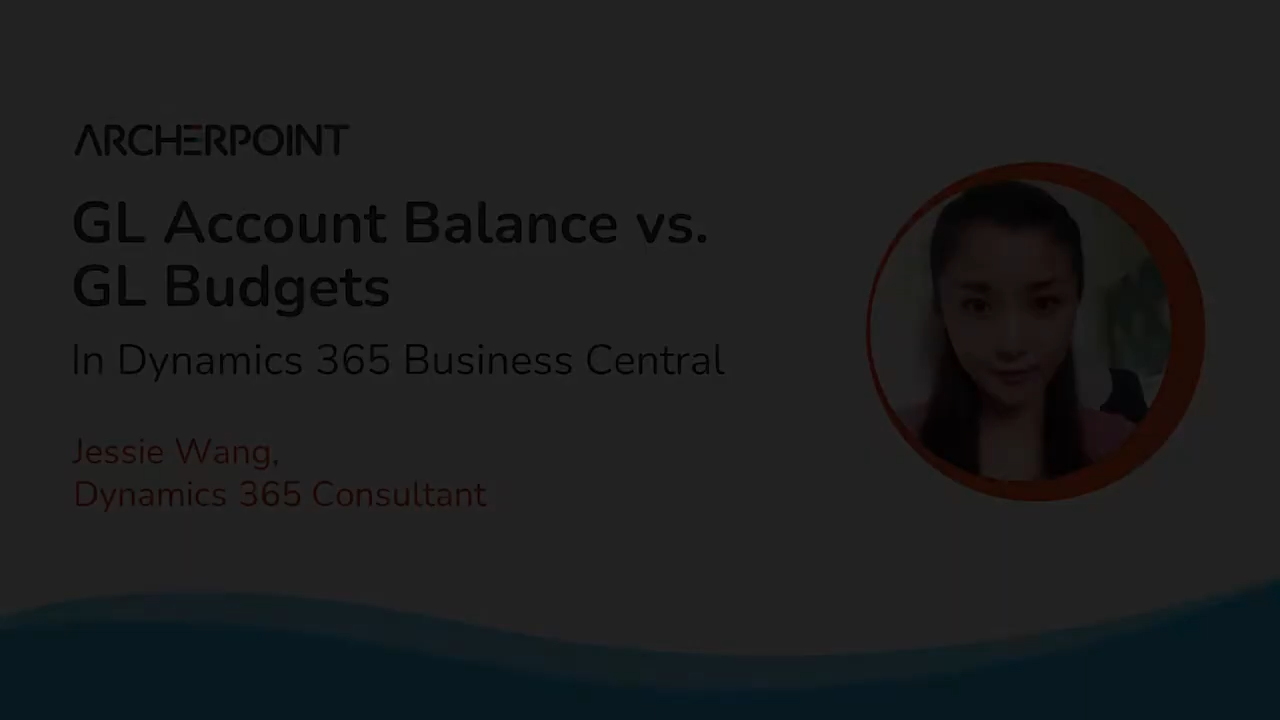 ARCHERPOINT
GL Account Balance vs.
GL Budgets
In Dynamics 365 Business Central
Jessie Wang,
Dynamics 365 Consultant